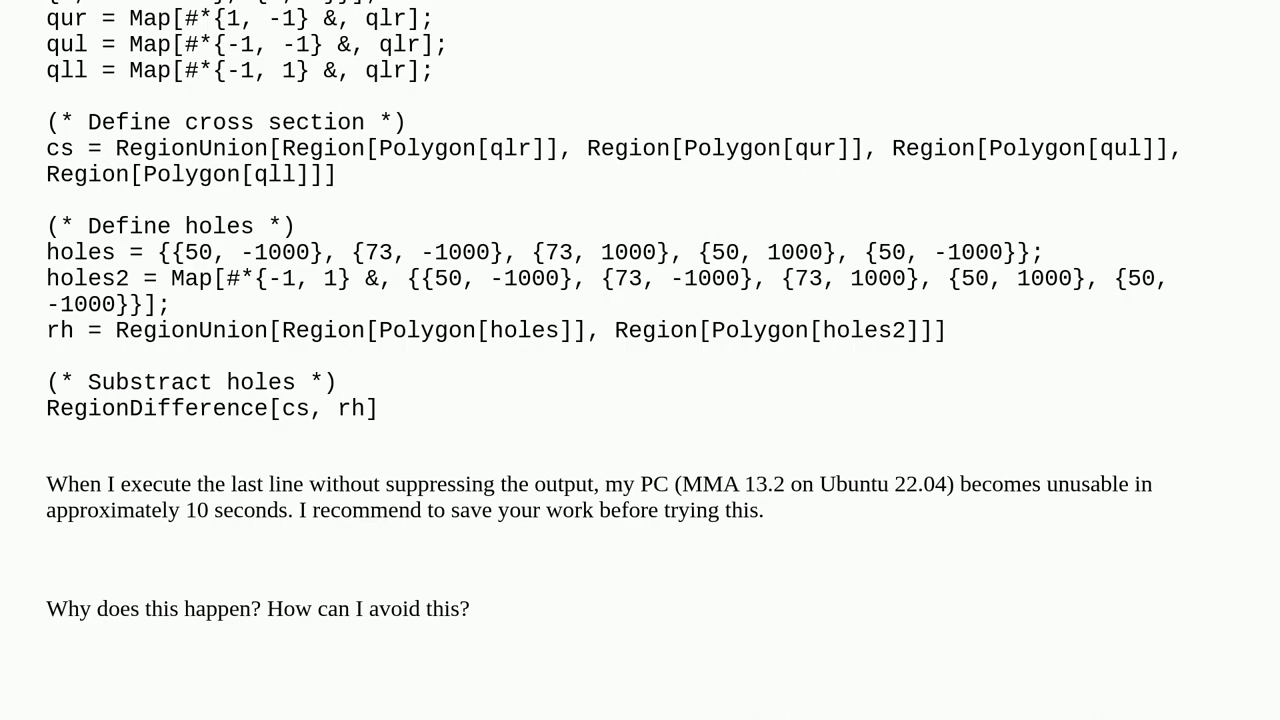 qur = Map[#*{1, -1} &, qlr];
qul = Map[#*{-1, -1} &, qlr];
qll = Map[#*{-1, 1} &, qlr];
(* Define cross section *)
cs = RegionUnion[Region[Polygon[qlr]], Region[Polygon[qur]], Region[Polygon[qul]],
Region[Polygon[qll]]]
(* Define holes *)
holes = {{50, -1000}, {73, -1000}, {73, 1000}, {50, 1000}, {50, -1000}};
holes2 = Map[#*{-1, 1} &, {{50, -1000}, {73, -1000}, {73, 1000}, {50, 1000}, {50,
-1000}}];
rh = RegionUnion[Region[Polygon[holes]], Region[Polygon[holes2]]]
(* Substract holes *)
RegionDifference[cs, rh]
When I execute the last line without suppressing the output, my PC (MMA 13.2 on Ubuntu 22.04) becomes unusable in
approximately 10 seconds. I recommend to save your work before trying this.
Why does this happen? How can I avoid this?